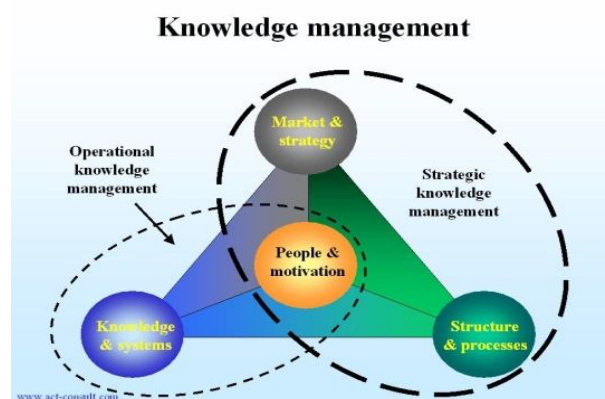 Knowledge management
Market &
strategy
Operational
knowledge
management
Strategic
knowledge
management
People &
motivation
Knowledge
& systems
Structure
& processes
www.act-consult.com